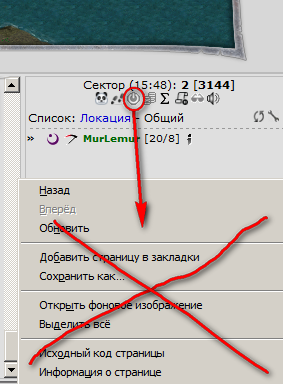 Сектор (15:48): 2 [3144]
Список: Локация - Общий
» MurLemur [20/8]
Назад
Вперёд
Обновить
Добавить страницу в закладки
Сохранить как...
Открыть фоновое изображение
Выделить всё
Исходный код страницы
Информация о странице